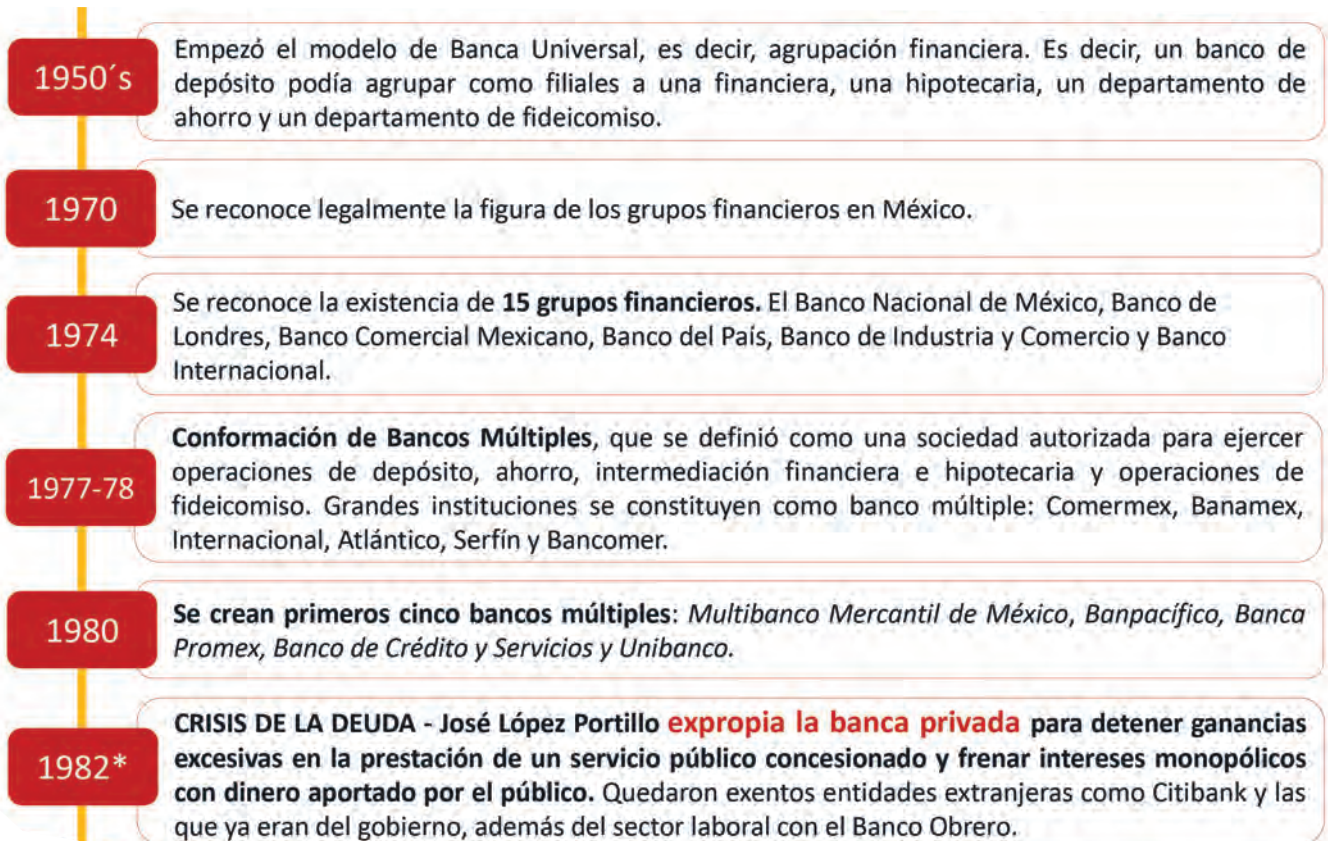 1950´s
Empezó el modelo de Banca Universal, es decir, agrupación financiera. Es decir, un banco de
depósito podía agrupar como filiales a una financiera, una hipotecaria, un departamento de
ahorro y un departamento de fideicomiso.
1970
Se reconoce legalmente la figura de los grupos financieros en México.
1974
Se reconoce la existencia de 15 grupos financieros. El Banco Nacional de México, Banco de
Londres, Banco Comercial Mexicano, Banco del País, Banco de Industria y Comercio y Banco
Internacional.
1977-78
Conformación de Bancos Múltiples, que se definió como una sociedad autorizada para ejercer
operaciones de depósito, ahorro, intermediación financiera e hipotecaria y operaciones de
fideicomiso. Grandes instituciones se constituyen como banco múltiple: Comermex, Banamex,
Internacional, Atlántico, Serfín y Bancomer.
1980
Se crean primeros cinco bancos múltiples: Multibanco Mercantil de México, Banpacífico, Banca
Promex, Banco de Crédito y Servicios y Unibanco.
1982*
CRISIS DE LA DEUDA - José López Portillo expropia la banca privada para detener ganancias
excesivas en la prestación de un servicio público concesionado y frenar intereses monopólicos
con dinero aportado por el público. Quedaron exentos entidades extranjeras como Citibank y las
que ya eran del gobierno, además del sector laboral con el Banco Obrero.